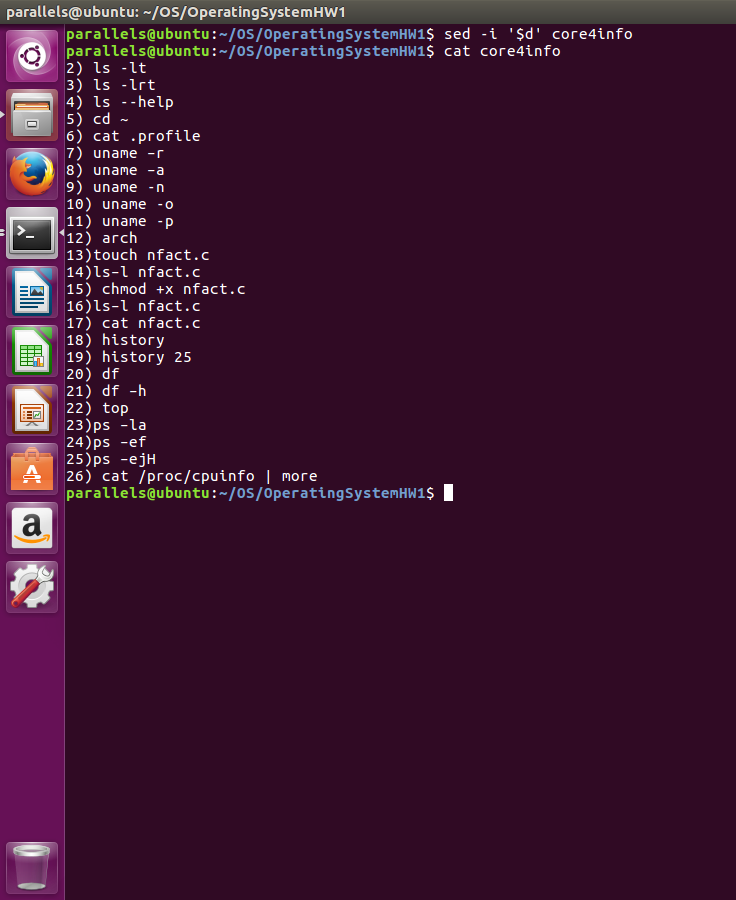 parallels@ubuntu: ~/OS/OperatingSystemHW1
parallels@ubuntu:~/OS/OperatingSystemHW1$ sed -i '$d' core4info
parallels@ubuntu:~/OS/OperatingSystemHW1$ cat core4info
2) ls -lt
3) ls -lrt
4) ls --help
5) cd ~
6) cat .profile
7) uname –r
8) uname –a
9) uname -n
10) uname -o
11) uname -p
12) arch
13)touch nfact.c
14)ls-l nfact.c
15) chmod +x nfact.c
16)ls-l nfact.c
17) cat nfact.c
18) history
19) history 25
20) df
21) df –h
22) top
23)ps –la
24)ps –ef
25)ps –ejH
26) cat /proc/cpuinfo | more
parallels@ubuntu:~/OS/OperatingSystemHW1$